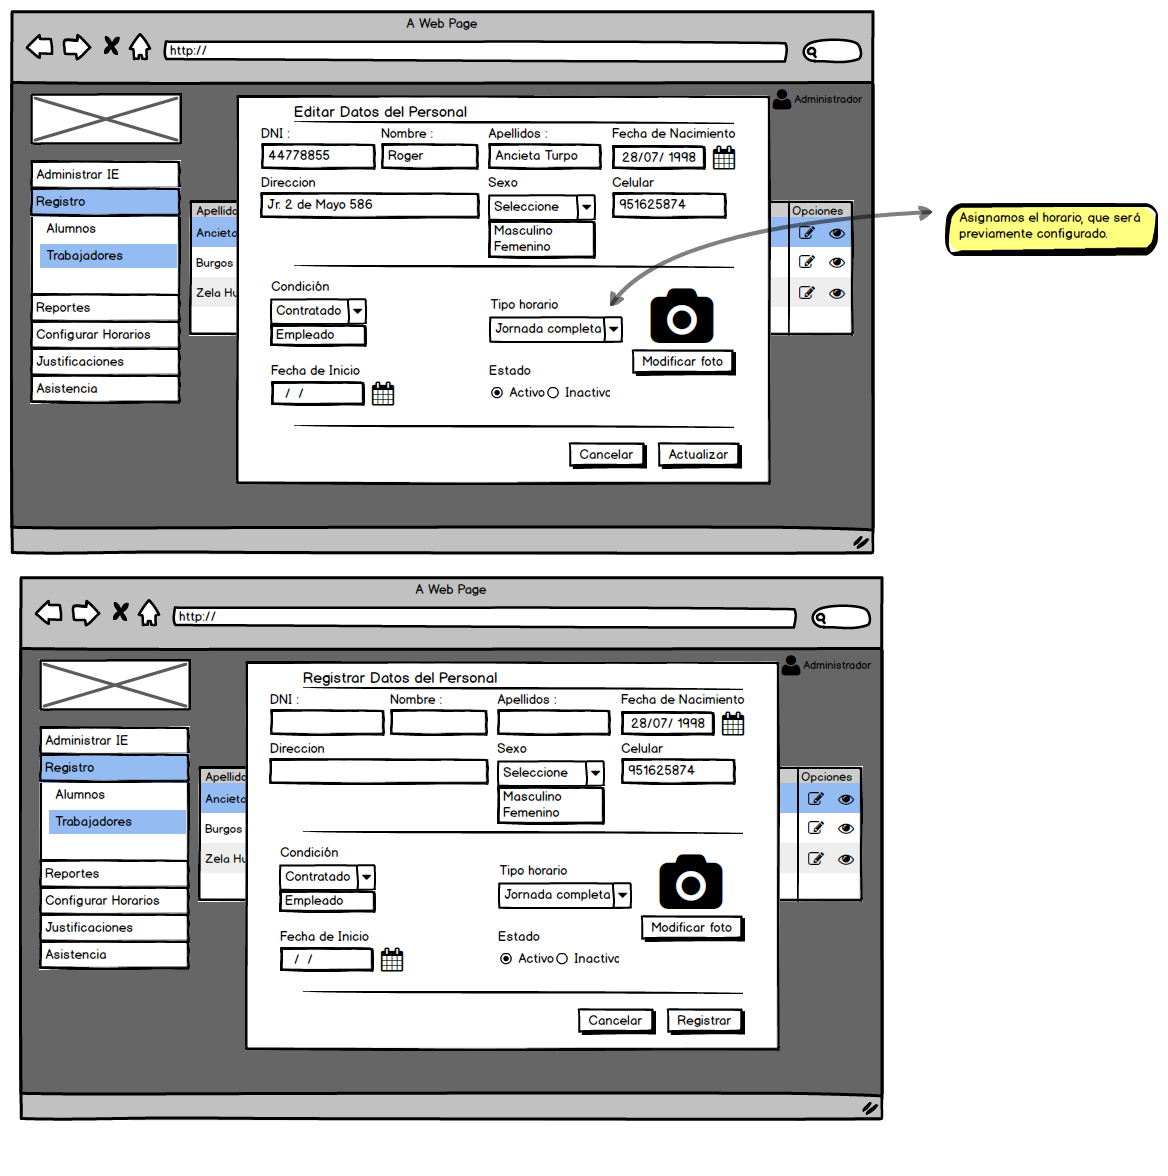 A Web Page
http://
Administrador
Editar Datos del Personal
DNI : Nombre : Apellidos : Fecha de Nacimiento
44778855 Roger Ancieta Turpo 28/07/ 1998
Administrar IE
Direccion Sexo Celular
Registro
Jr. 2 de Mayo 586 Seleccione 951625874
Apellido Opciones
Asignamos el horario, que será
previamente configurado.
Alumnos
Ancieta
Masculino
Femenino
Trabajadores
Burgos
Condición
Zela Hu
Tipo horario
Reportes
Contratado
Jornada completa
Configurar Horarios
Empleado
Justificaciones
Modificar foto
Fecha de Inicio Estado
Asistencia
/ / Activo Inactivo
Cancelar Actualizar
A Web Page
http://
Administrador
Registrar Datos del Personal
DNI : Nombre : Apellidos : Fecha de Nacimiento
28/07/ 1998
Administrar IE
Direccion Sexo Celular
Registro
Seleccione 951625874
Apellido Opciones
Alumnos
Ancieta
Masculino
Femenino
Trabajadores
Burgos
Condición
Zela Hu
Tipo horario
Reportes
Contratado
Jornada completa
Configurar Horarios
Empleado
Justificaciones
Modificar foto
Fecha de Inicio Estado
Asistencia
/ / Activo Inactivo
Cancelar Registrar